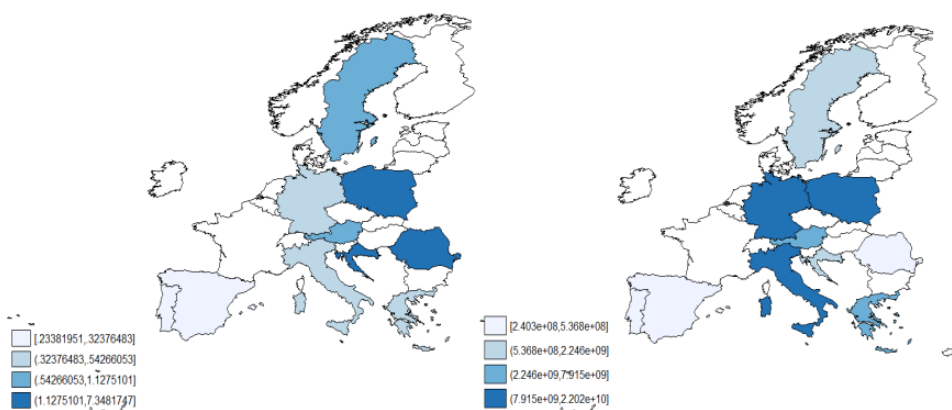 [.23381951,.32376483]
(.32376483,.54266053]
(.54266053,1.1275101]
(1.1275101,7.3481747]
[2.403e+08,5.368e+08]
(5.368e+08,2.246e+09]
(2.246e+09,7.915e+09]
(7.915e+09,2.202e+10]